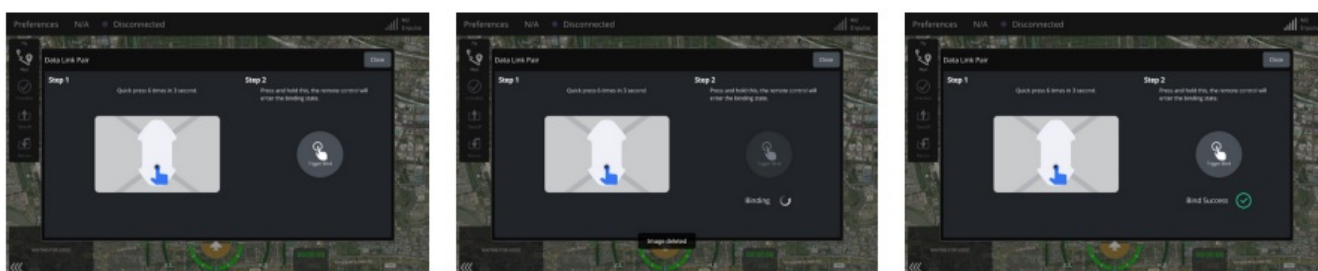 Preferences N/A Disconnected
Data Link Pair Close
Step 1 Step 2
Quick press 6 times in 3 second. Press and hold this, the remote control will
enter the binding state.
Trigger Bind
Preferences N/A Disconnected
Data Link Pair Close
Step 1 Step 2
Quick press 6 times in 3 second Press and hold this, the remote control will
enter the binding state.
Trigger Bind
Binding
Image deleted
Preferences N/A Disconnected
Data Link Pair Close
Step 1 Step 2
Quick press 6 times in 3 second. Press and hold this, the remote control will
enter the binding state.
Trigger Bind
Bind Success